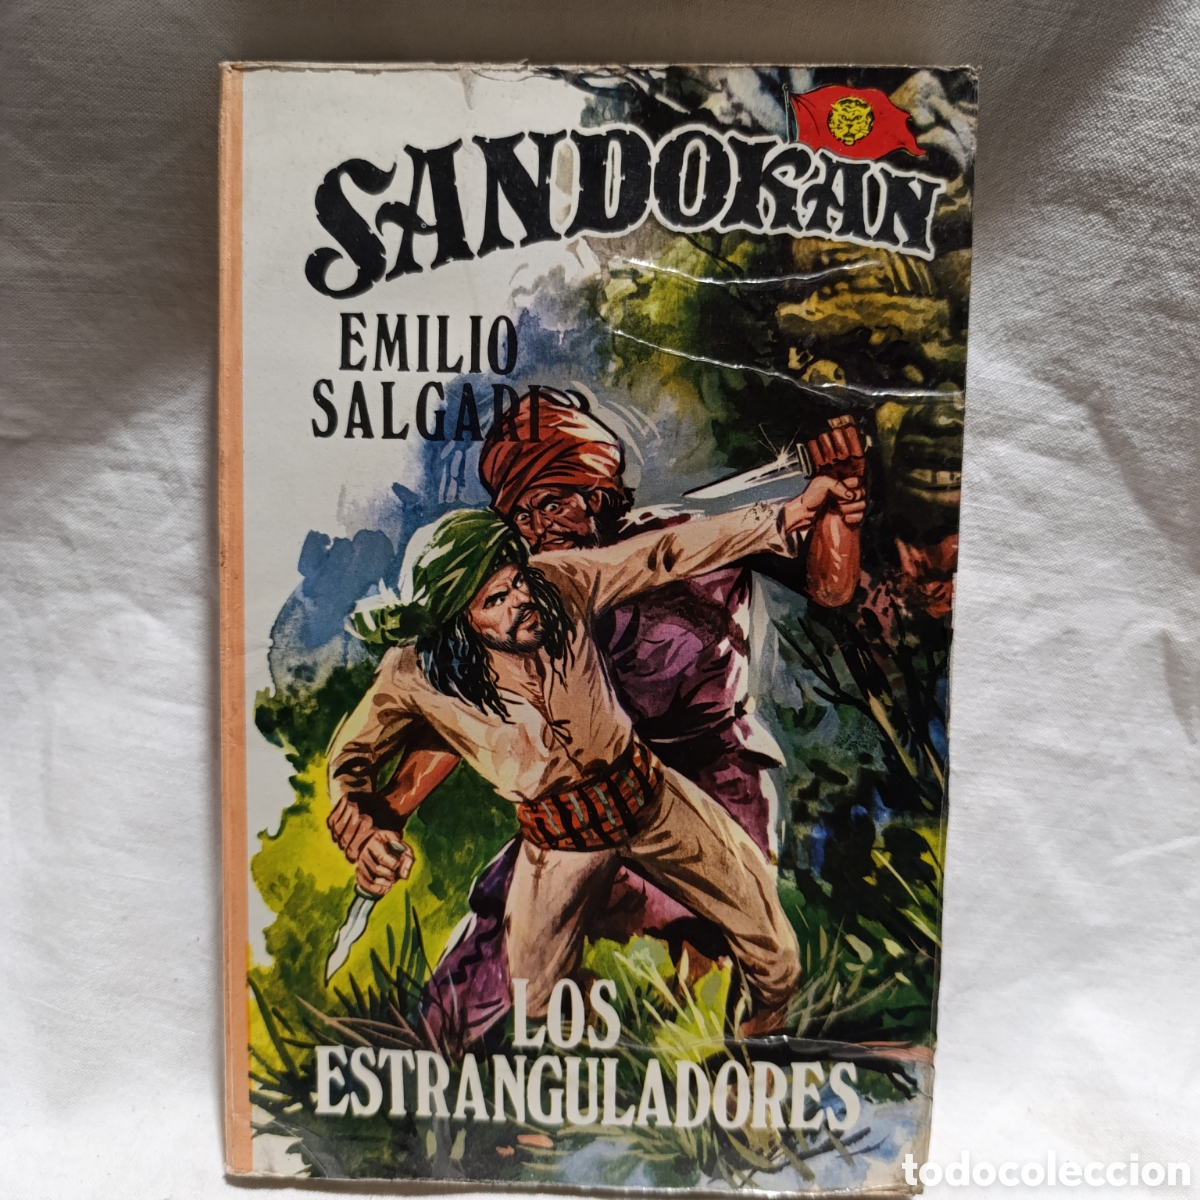 SANDOKAN
EMILIO
SALGARI
LOS
ESTRANGULADORES
todocoleccion